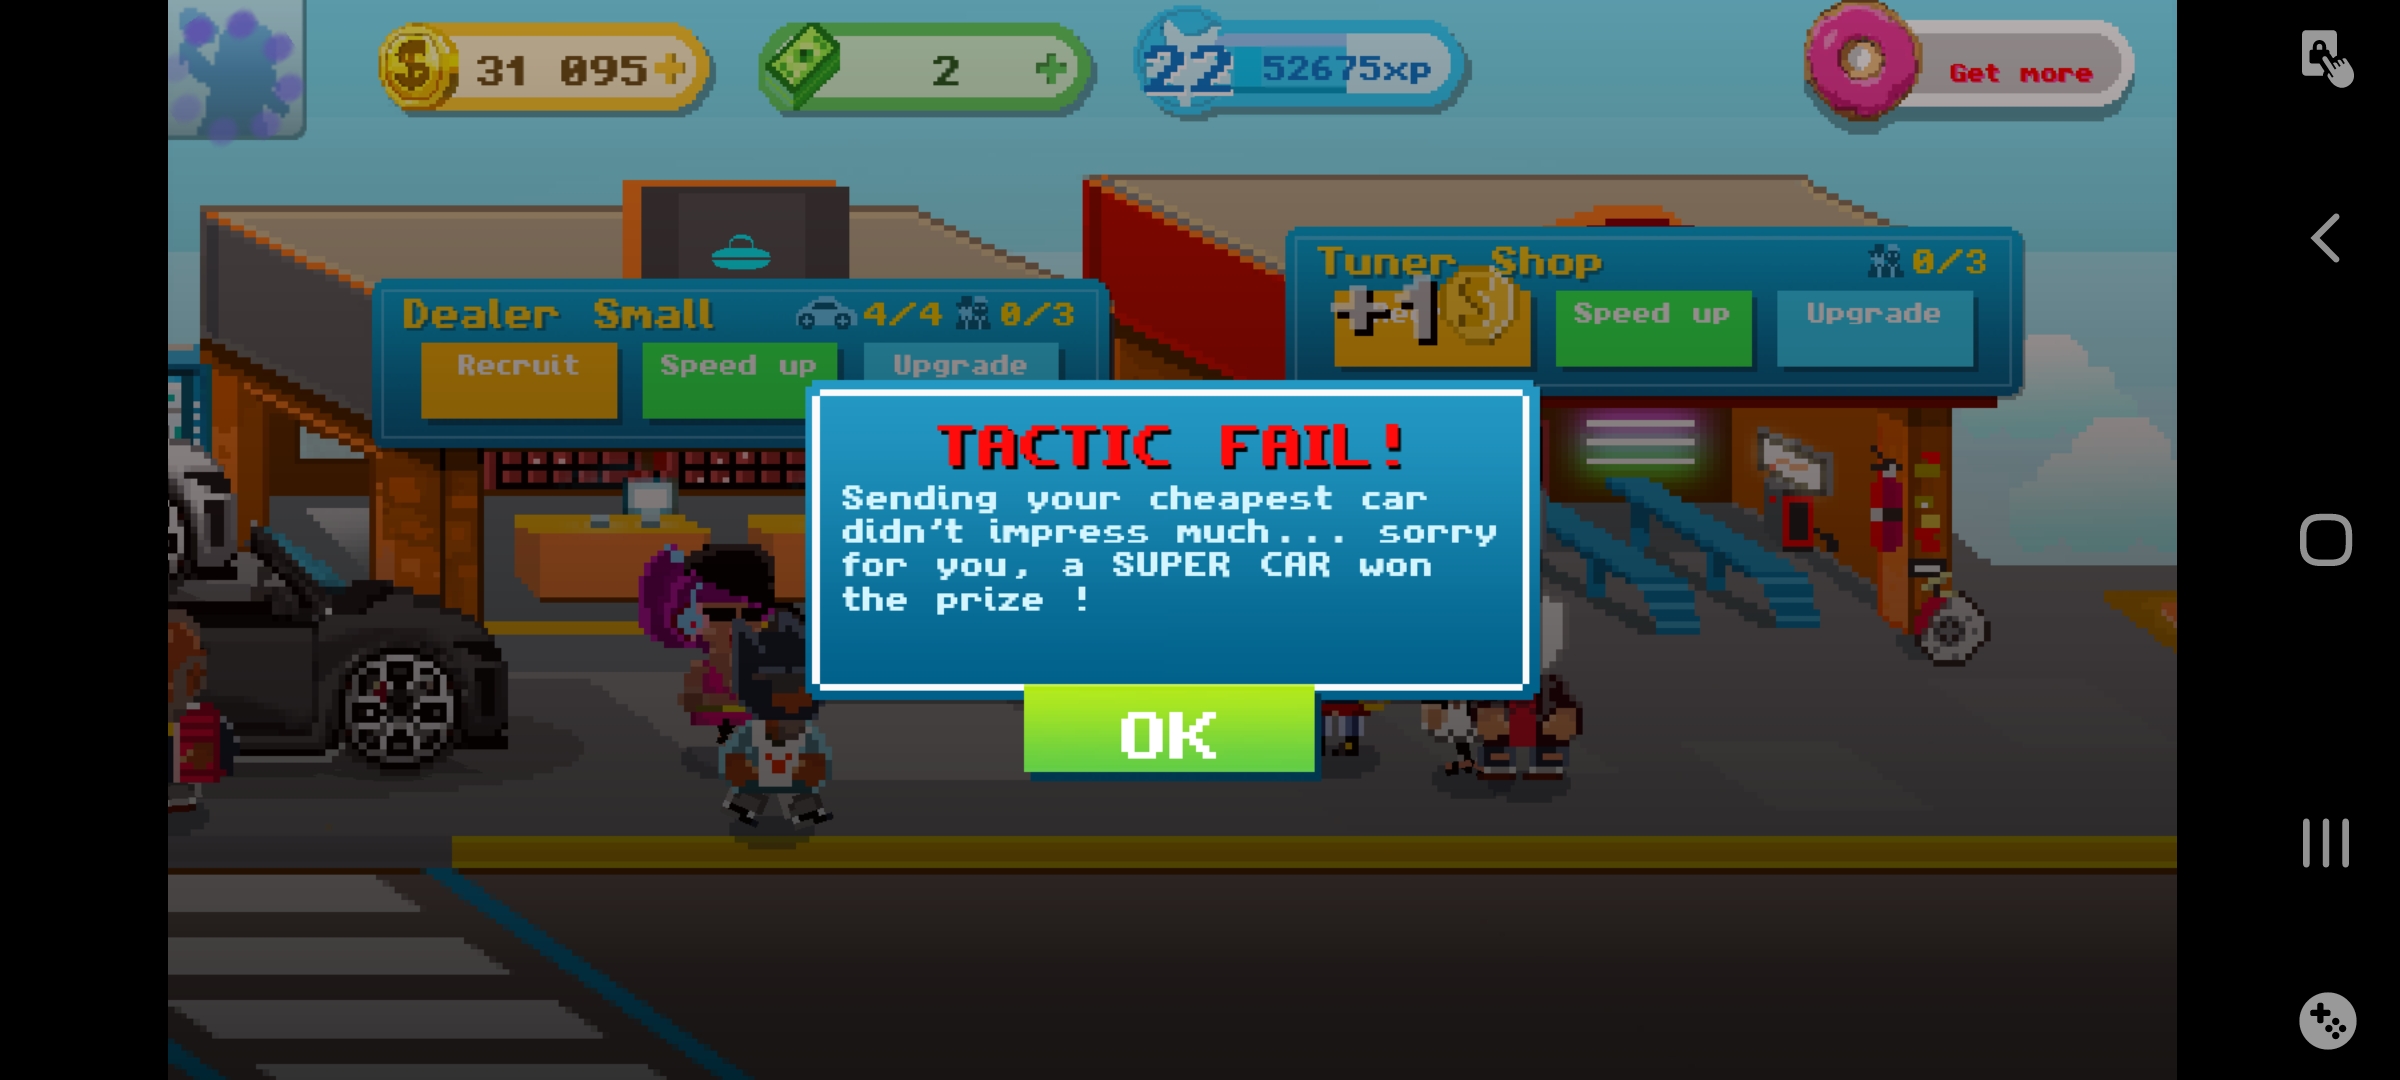 31 095+
2 +
22 52675xp
Get more
Tuner Shop 0/3
Speed up Upgrade
Dealer Small 4/4 0/3
Recruit Speed up Upgrade
TACTIC FAIL!
Sending your cheapest car
didn't impress much... sorry
for you, a SUPER CAR won
the prize !
OK